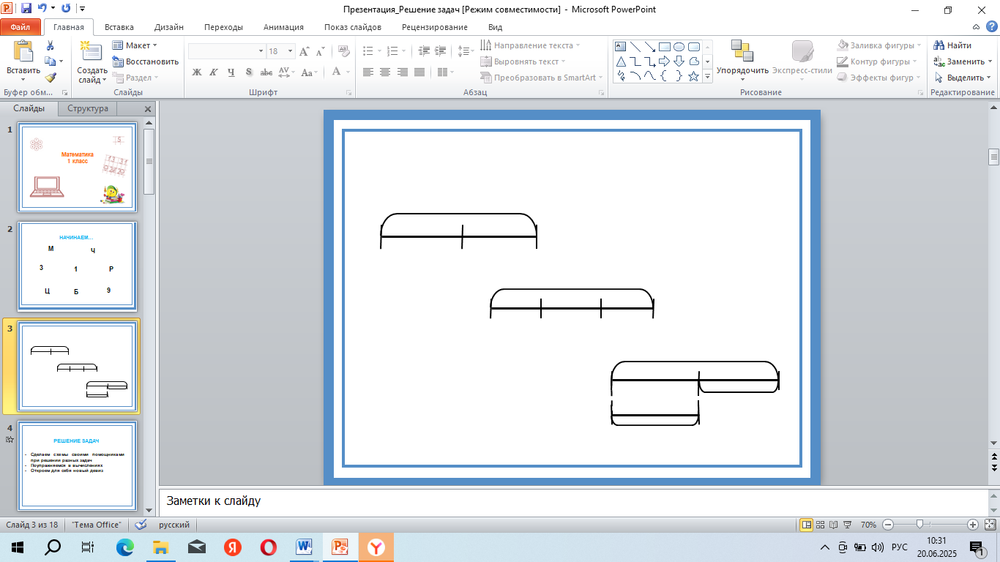 Презентация_Решение задач [Режим совместимости] - Microsoft PowerPoint
Файл Главная Вставка Дизайн Переходы Анимация Показ слайдов Рецензирование Вид
Вставить
Буфер обм...
Создать слайд
Макет
Восстановить
Раздел
Слайды
18
Ж К Ч S abc AV Aa A
Шрифт
Направление текста
Выровнять текст
Преобразовать в SmartArt
Абзац
Упорядочить
Экспресс-стили
Заливка фигуры
Контур фигуры
Эффекты фигур
Рисование
Найти
Заменить
Выделить
Редактирование
Слайды Структура
1
Математика
1 класс
2
НАЧИНАЕМ...
М Ч
3 1 Р
Ц Б 9
3
4
РЕШЕНИЕ ЗАДАЧ
- Сделаем схемы своими помощниками
при решении разных задач
- Поупражняемся в вычислениях
- Откроем для себя новый девиз
Заметки к слайду
Слайд 3 из 18 "Тема Office" русский 70%
РУС
10:31
20.06.2025
1